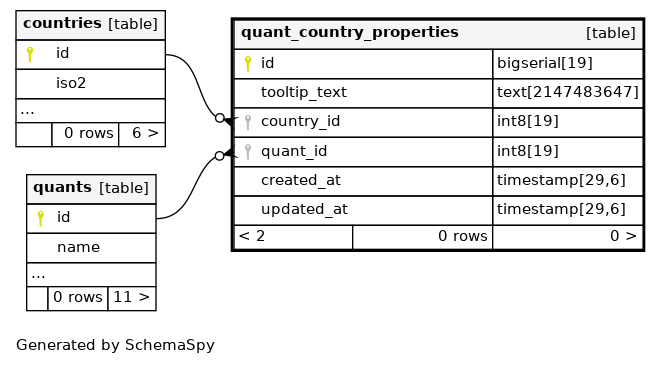 countries [table]
id
iso2
...
0 rows 6 >
quants [table]
id
name
...
0 rows 11 >
quant_country_properties [table]
id bigserial[19]
tooltip_text text[2147483647]
country_id int8[19]
quant_id int8[19]
created_at timestamp[29,6]
updated_at timestamp[29,6]
< 2 0 rows 0 >
Generated by SchemaSpy